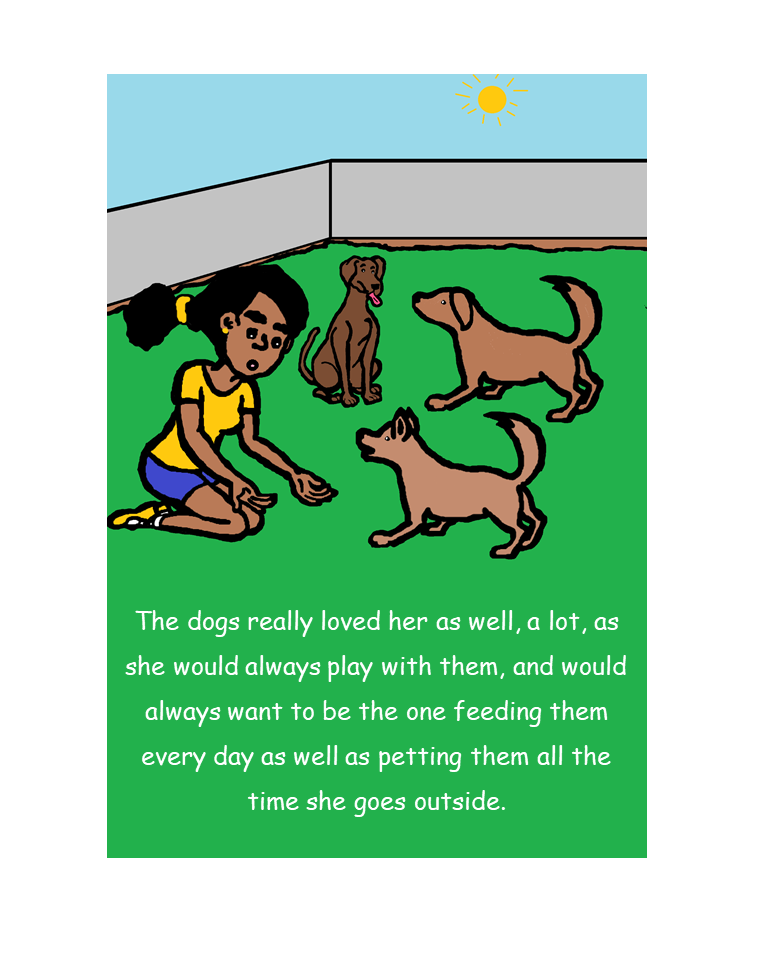 The dogs really loved her as well, a lot, as
she would always play with them, and would
always want to be the one feeding them
every day as well as petting them all the
time she goes outside.